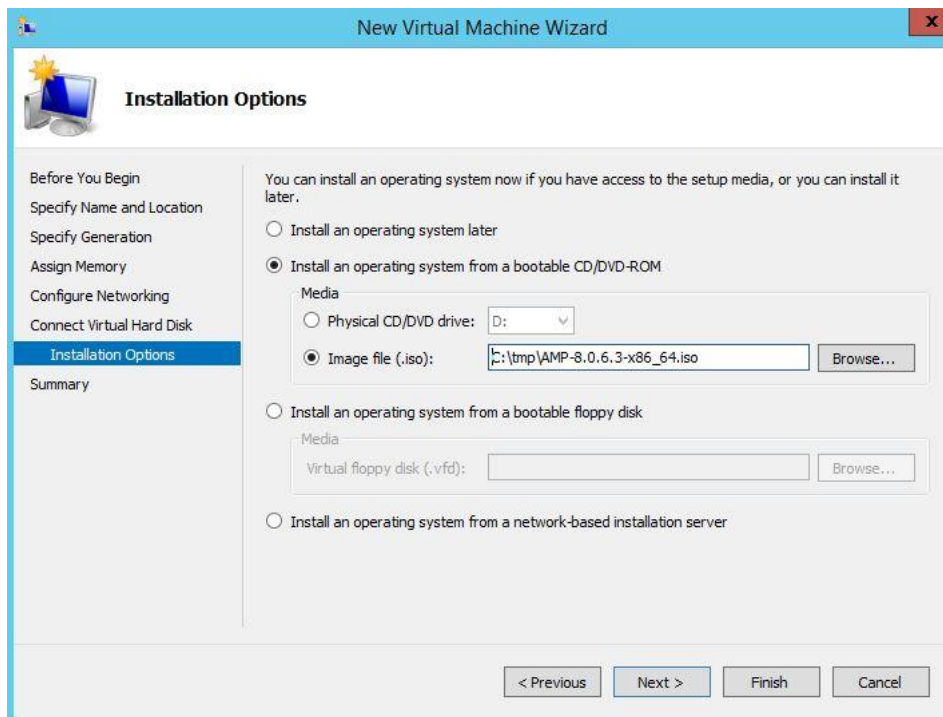 New Virtual Machine Wizard
x
Installation Options
Before You Begin
Specify Name and Location
Specify Generation
Assign Memory
Configure Networking
Connect Virtual Hard Disk
Installation Options
Summary
You can install an operating system now if you have access to the setup media, or you can install it
later.
Install an operating system later
Install an operating system from a bootable CD/DVD-ROM
Media
Physical CD/DVD drive: D:
Image file (.iso): C:\tmp\AMP-8.0.6.3-x86_64.iso Browse...
Install an operating system from a bootable floppy disk
Media
Virtual floppy disk (.vfd): Browse...
Install an operating system from a network-based installation server
< Previous Next > Finish Cancel